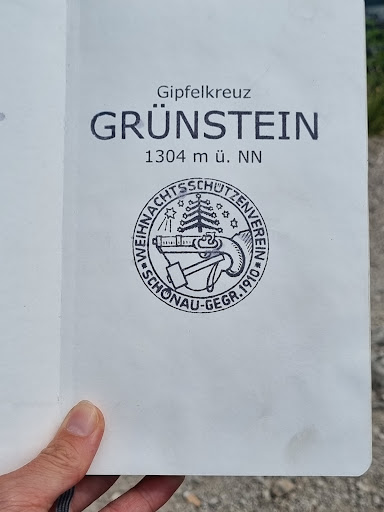 Gipfelkreuz
GRÜNSTEIN
1304 m ü. NN
WEIHNACHTSSCHÜTZENVEREIN
SCHÖNAU-GEGR. 1910